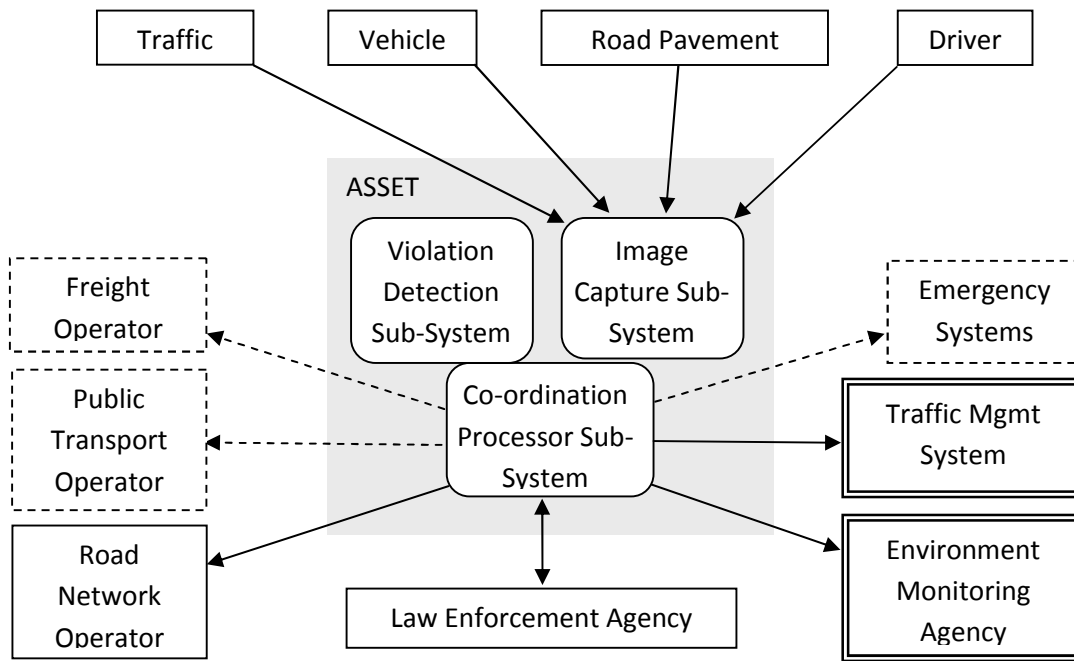 Traffic
Vehicle
Road Pavement
Driver
ASSET
Violation
Detection
Sub-System
Image
Capture Sub-
System
Freight
Operator
Emergency
Systems
Public
Transport
Operator
Co-ordination
Processor Sub-
System
Traffic Mgmt
System
Road
Network
Operator
Law Enforcement Agency
Environment
Monitoring
Agency